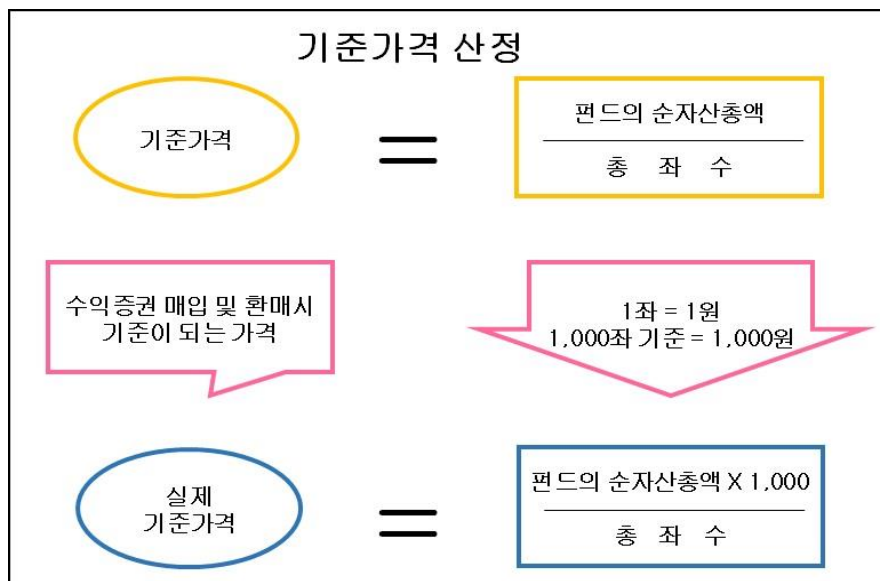 기준가격 산정
기준가격
=
펀드의 순자산총액
총 좌 수
수익증권 매입 및 환매시
기준이 되는 가격
1좌 = 1원
1,000좌 기준 = 1,000원
실제
기준가격
=
펀드의 순자산총액 X 1,000
총 좌 수